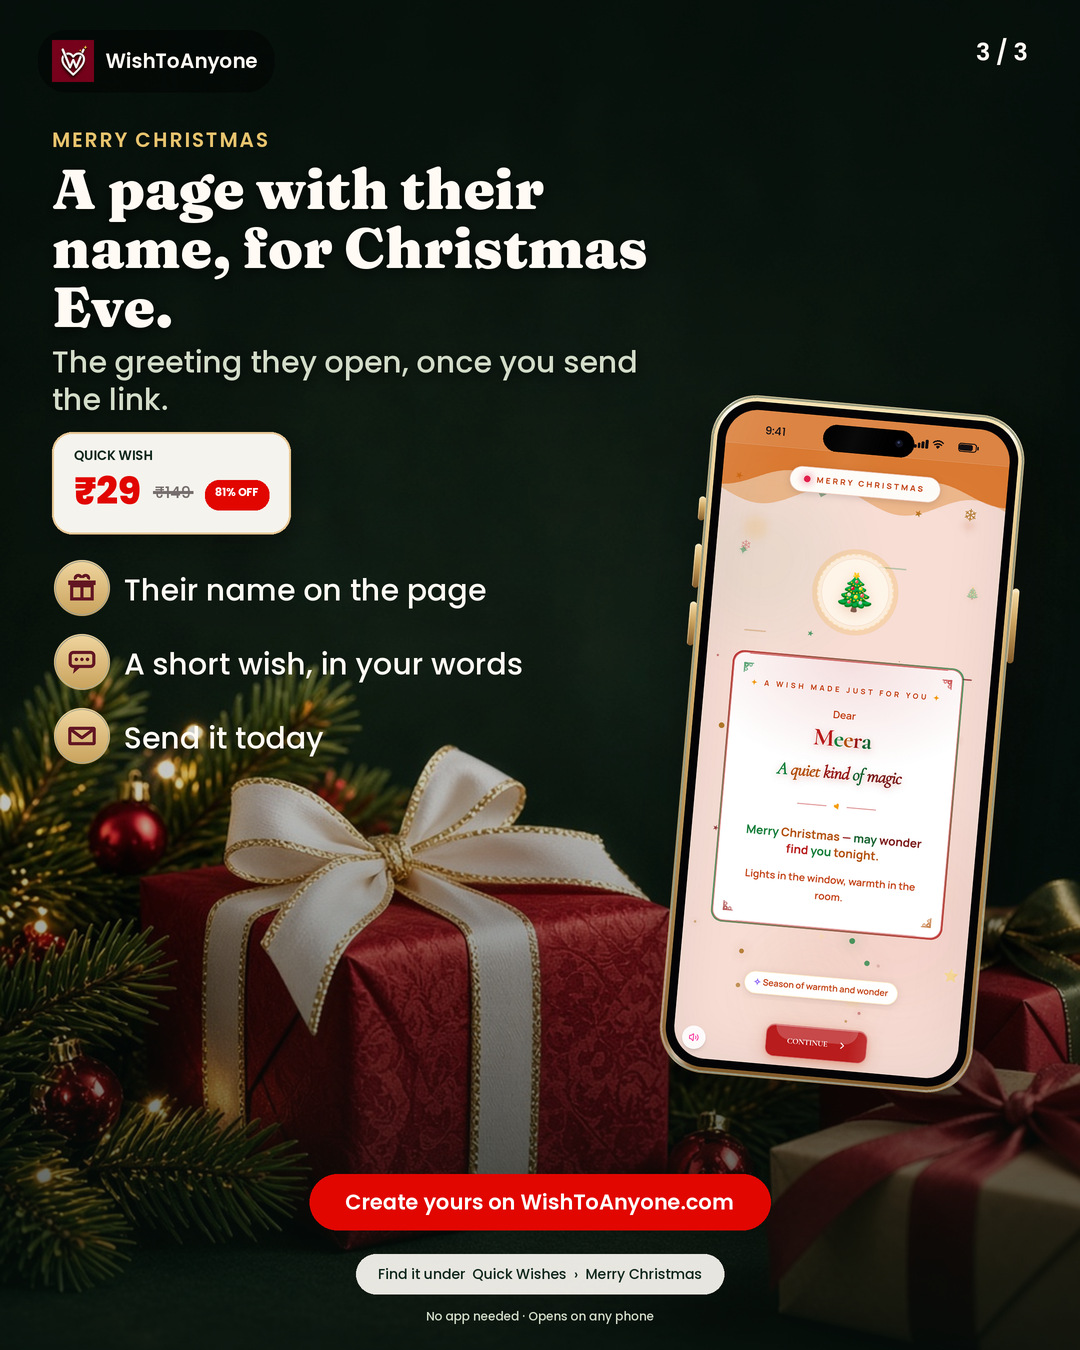 WishToAnyone
3 / 3
MERRY CHRISTMAS
A page with their
name, for Christmas
Eve.
The greeting they open, once you send
the link.
QUICK WISH
₹29 ₹149 81% OFF
Their name on the page
A short wish, in your words
Send it today
9:41
MERRY CHRISTMAS
A WISH MADE JUST FOR YOU
Dear
Meera
A quiet kind of magic
Merry Christmas — may wonder
find you tonight.
Lights in the window, warmth in the
room.
Season of warmth and wonder
CONTINUE ›
Create yours on WishToAnyone.com
Find it under Quick Wishes › Merry Christmas
No app needed · Opens on any phone